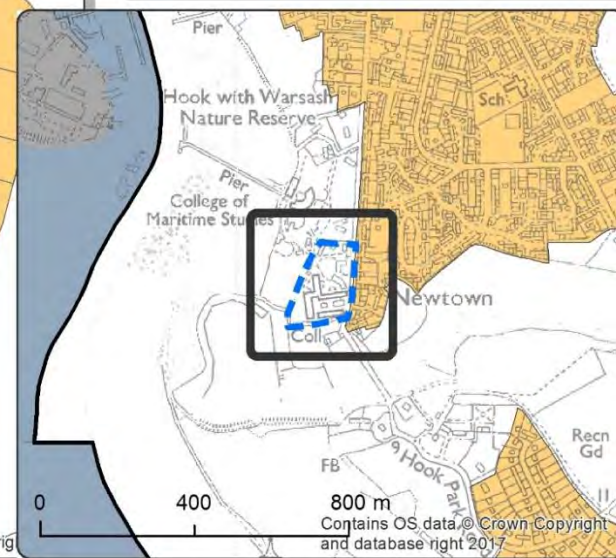 Pier
Hook with Warsash
Nature Reserve
Sch
Pier
College of
Maritime Studies
Newtown
Coll
Recn
Gd
9 Hook Park
FB
0 400 800 m
Contains OS data © Crown Copyright
and database right 2017